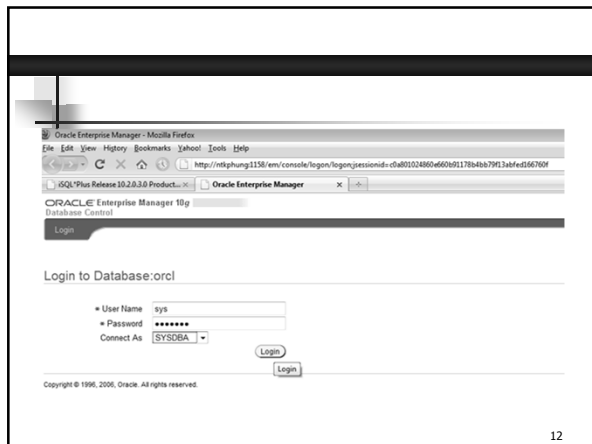 Oracle Enterprise Manager - Mozilla Firefox
File Edit View History Bookmarks Yahoo! Tools Help
http://ntkphung:1158/em/console/logon/logon;jsessionid=c0a801024860e660b91178b4bb79f13abfed166760f
iSQL*Plus Release 10.2.0.3.0 Product...
Oracle Enterprise Manager
ORACLE Enterprise Manager 10g
Database Control
Login
Login to Database:orcl
* User Name sys
* Password •••••••
Connect As SYSDBA
Login
Login
Copyright © 1996, 2006, Oracle. All rights reserved.
12